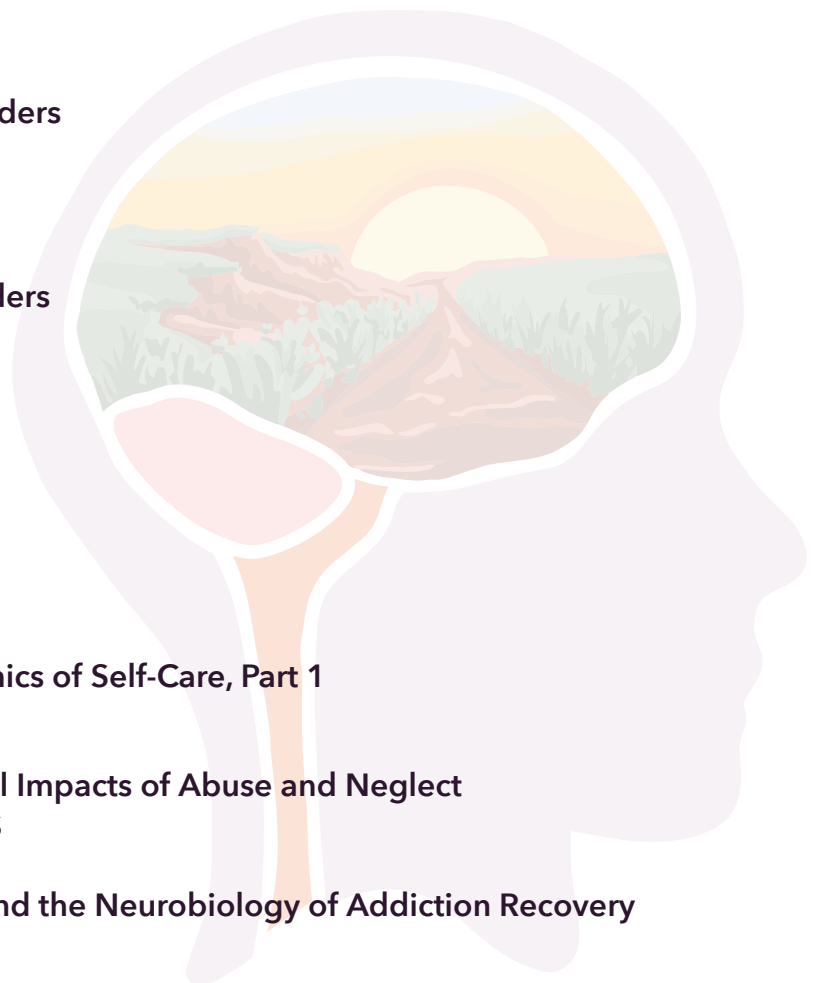 ders
ders
nics of Self-Care, Part 1
l Impacts of Abuse and Neglect
s
nd the Neurobiology of Addiction Recovery